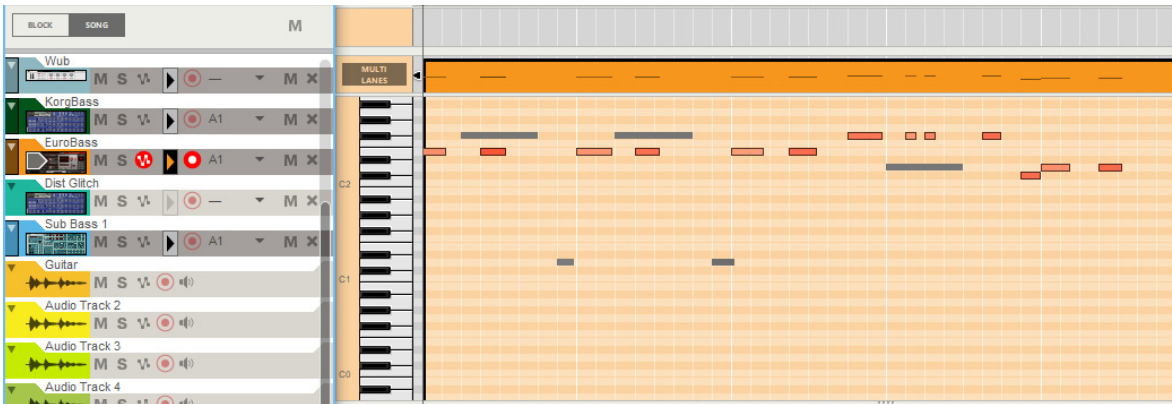 BLOCK SONG M
Wub
M S — M ×
MULTI
LANES
KorgBass
M S A1 M ×
EuroBass
M S A1 M ×
Dist Glitch
M S — M ×
C2
Sub Bass 1
M S A1 M ×
Guitar
M S
C1
Audio Track 2
M S
Audio Track 3
M S
C0
Audio Track 4
M S